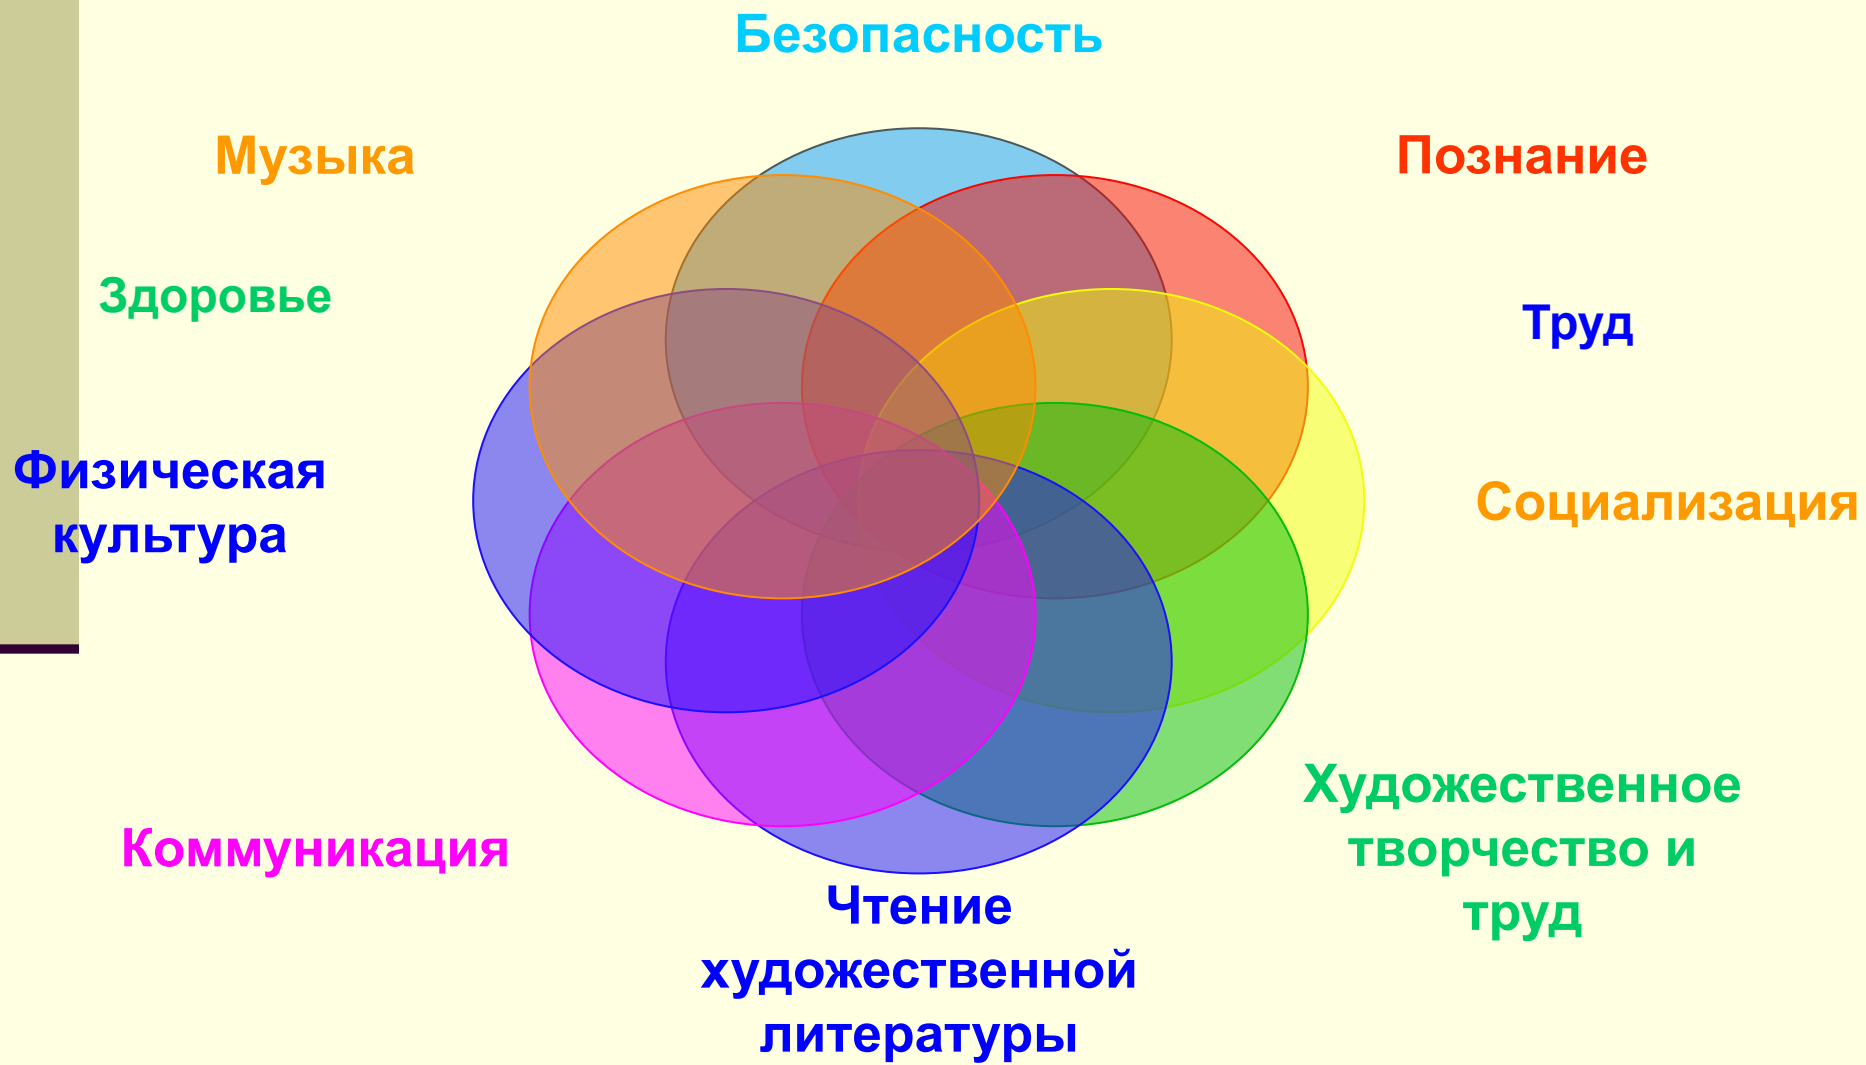 Безопасность
Музыка
Познание
Здоровье
Труд
Физическая
культура
Социализация
Художественное
творчество и
труд
Коммуникация
Чтение
художественной
литературы